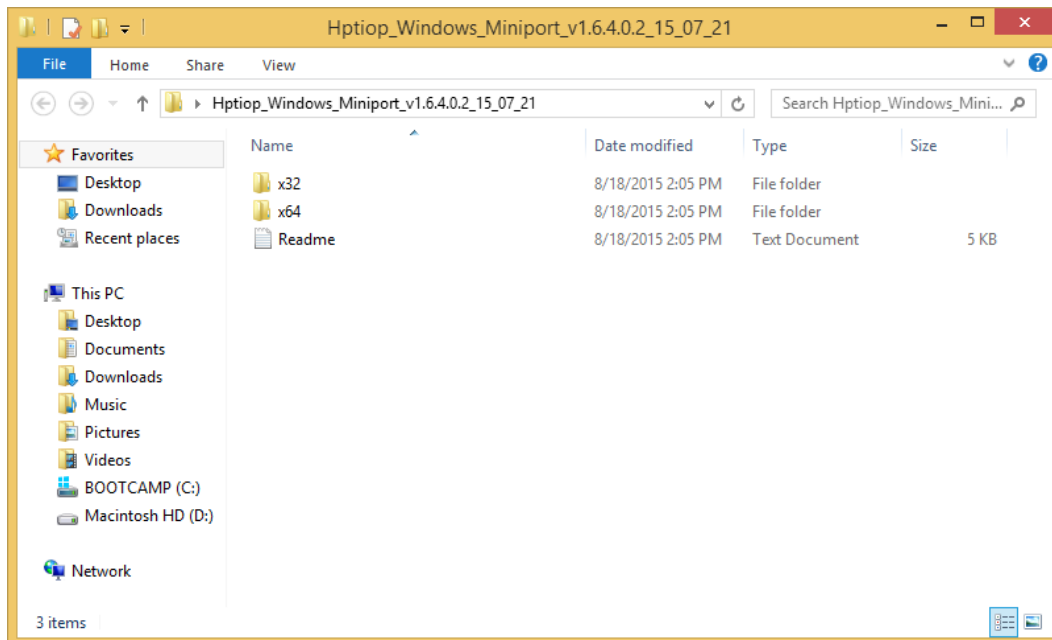 Hptiop_Windows_Miniport_v1.6.4.0.2_15_07_21
File Home Share View
Hptiop_Windows_Miniport_v1.6.4.0.2_15_07_21 Search Hptiop_Windows_Mini...
Favorites
Desktop
Downloads
Recent places
This PC
Desktop
Documents
Downloads
Music
Pictures
Videos
BOOTCAMP (C:)
Macintosh HD (D:)
Network
Name Date modified Type Size
x32 8/18/2015 2:05 PM File folder
x64 8/18/2015 2:05 PM File folder
Readme 8/18/2015 2:05 PM Text Document 5 KB
3 items